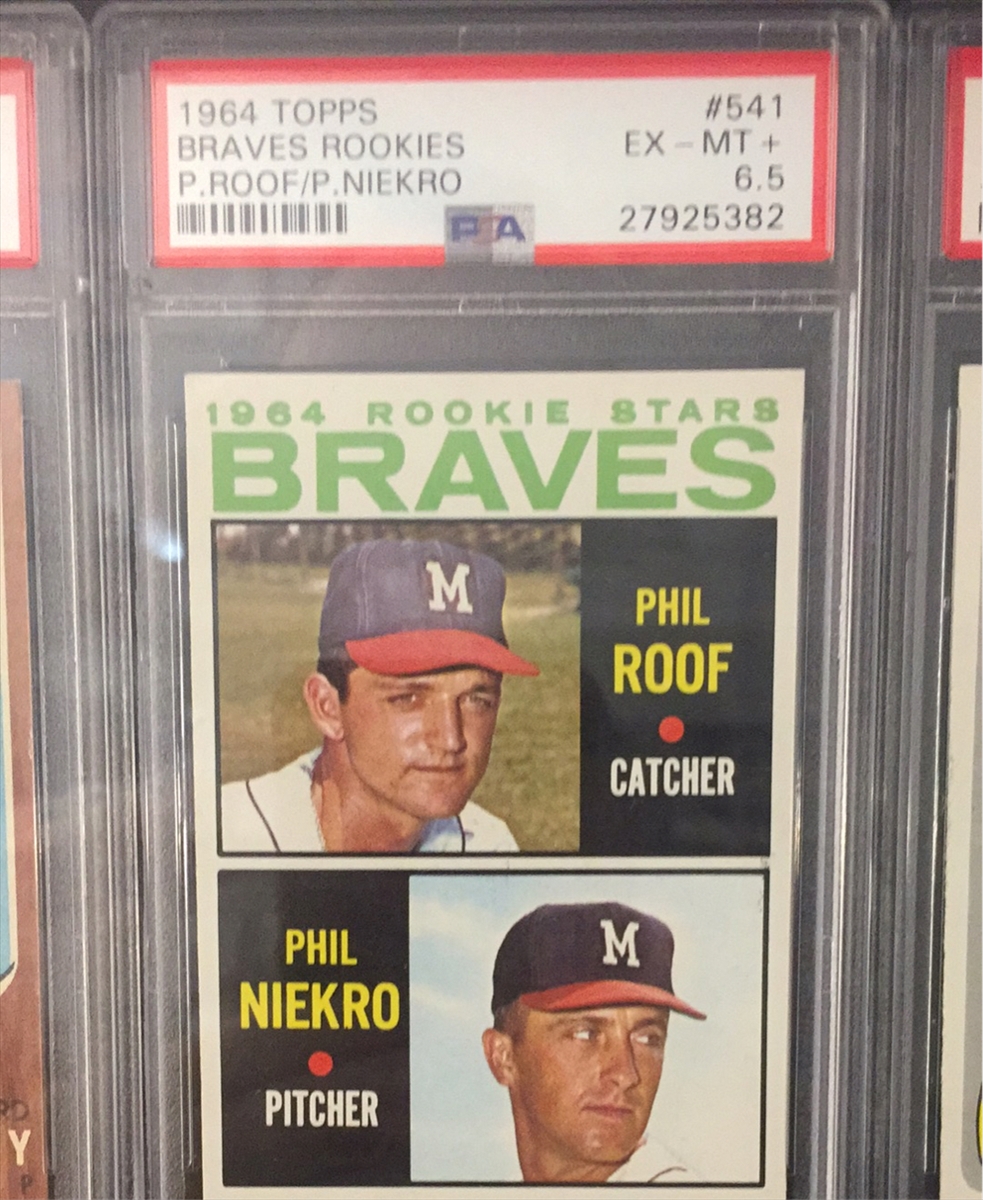 1964 TOPPS #541
BRAVES ROOKIES EX - MT +
P.ROOF/P.NIEKRO 6.5
27925382
PSA
1964 ROOKIE STARS
BRAVES
M
PHIL
ROOF
CATCHER
M
PHIL
NIEKRO
PITCHER
RD
Y
P